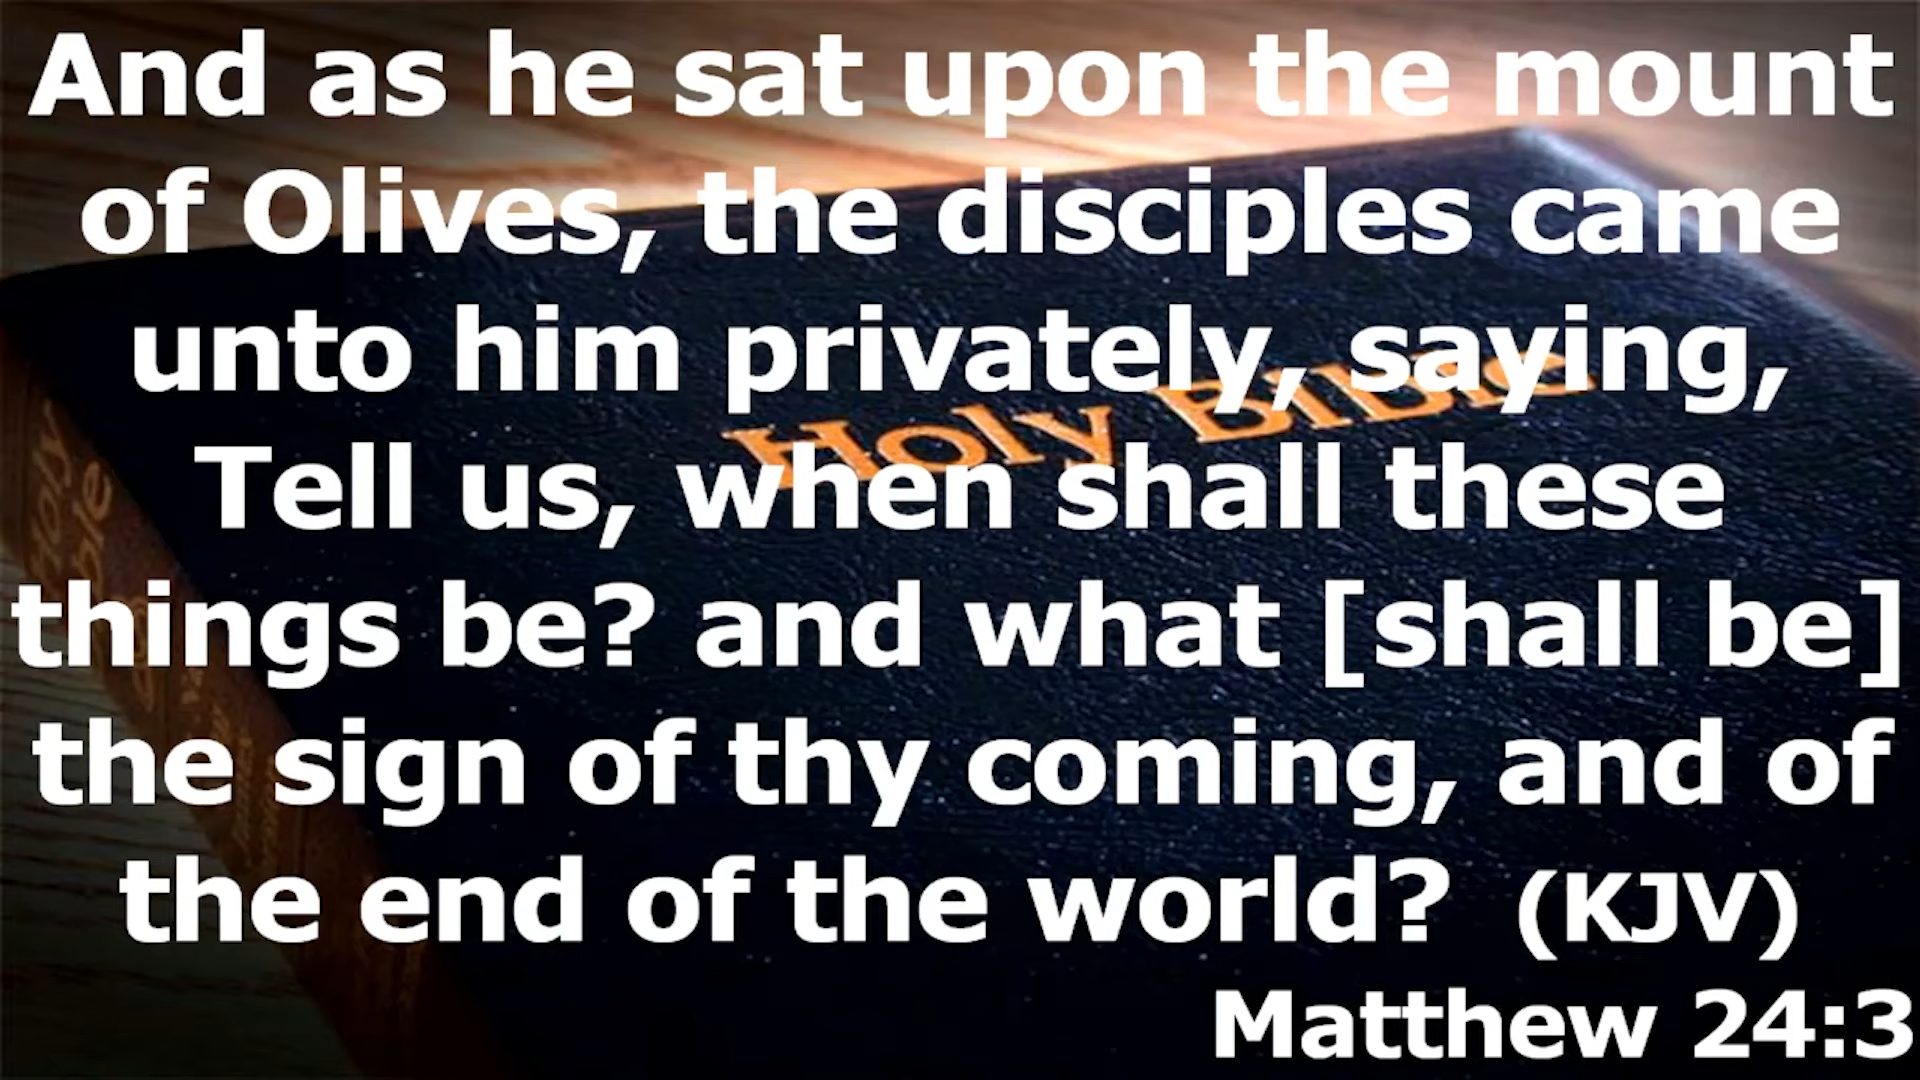 And as he sat upon the mount
of Olives, the disciples came
unto him privately, saying,
Holy Bible
Tell us, when shall these
things be? and what [shall be]
the sign of thy coming, and of
the end of the world? (KJV)
Matthew 24:3